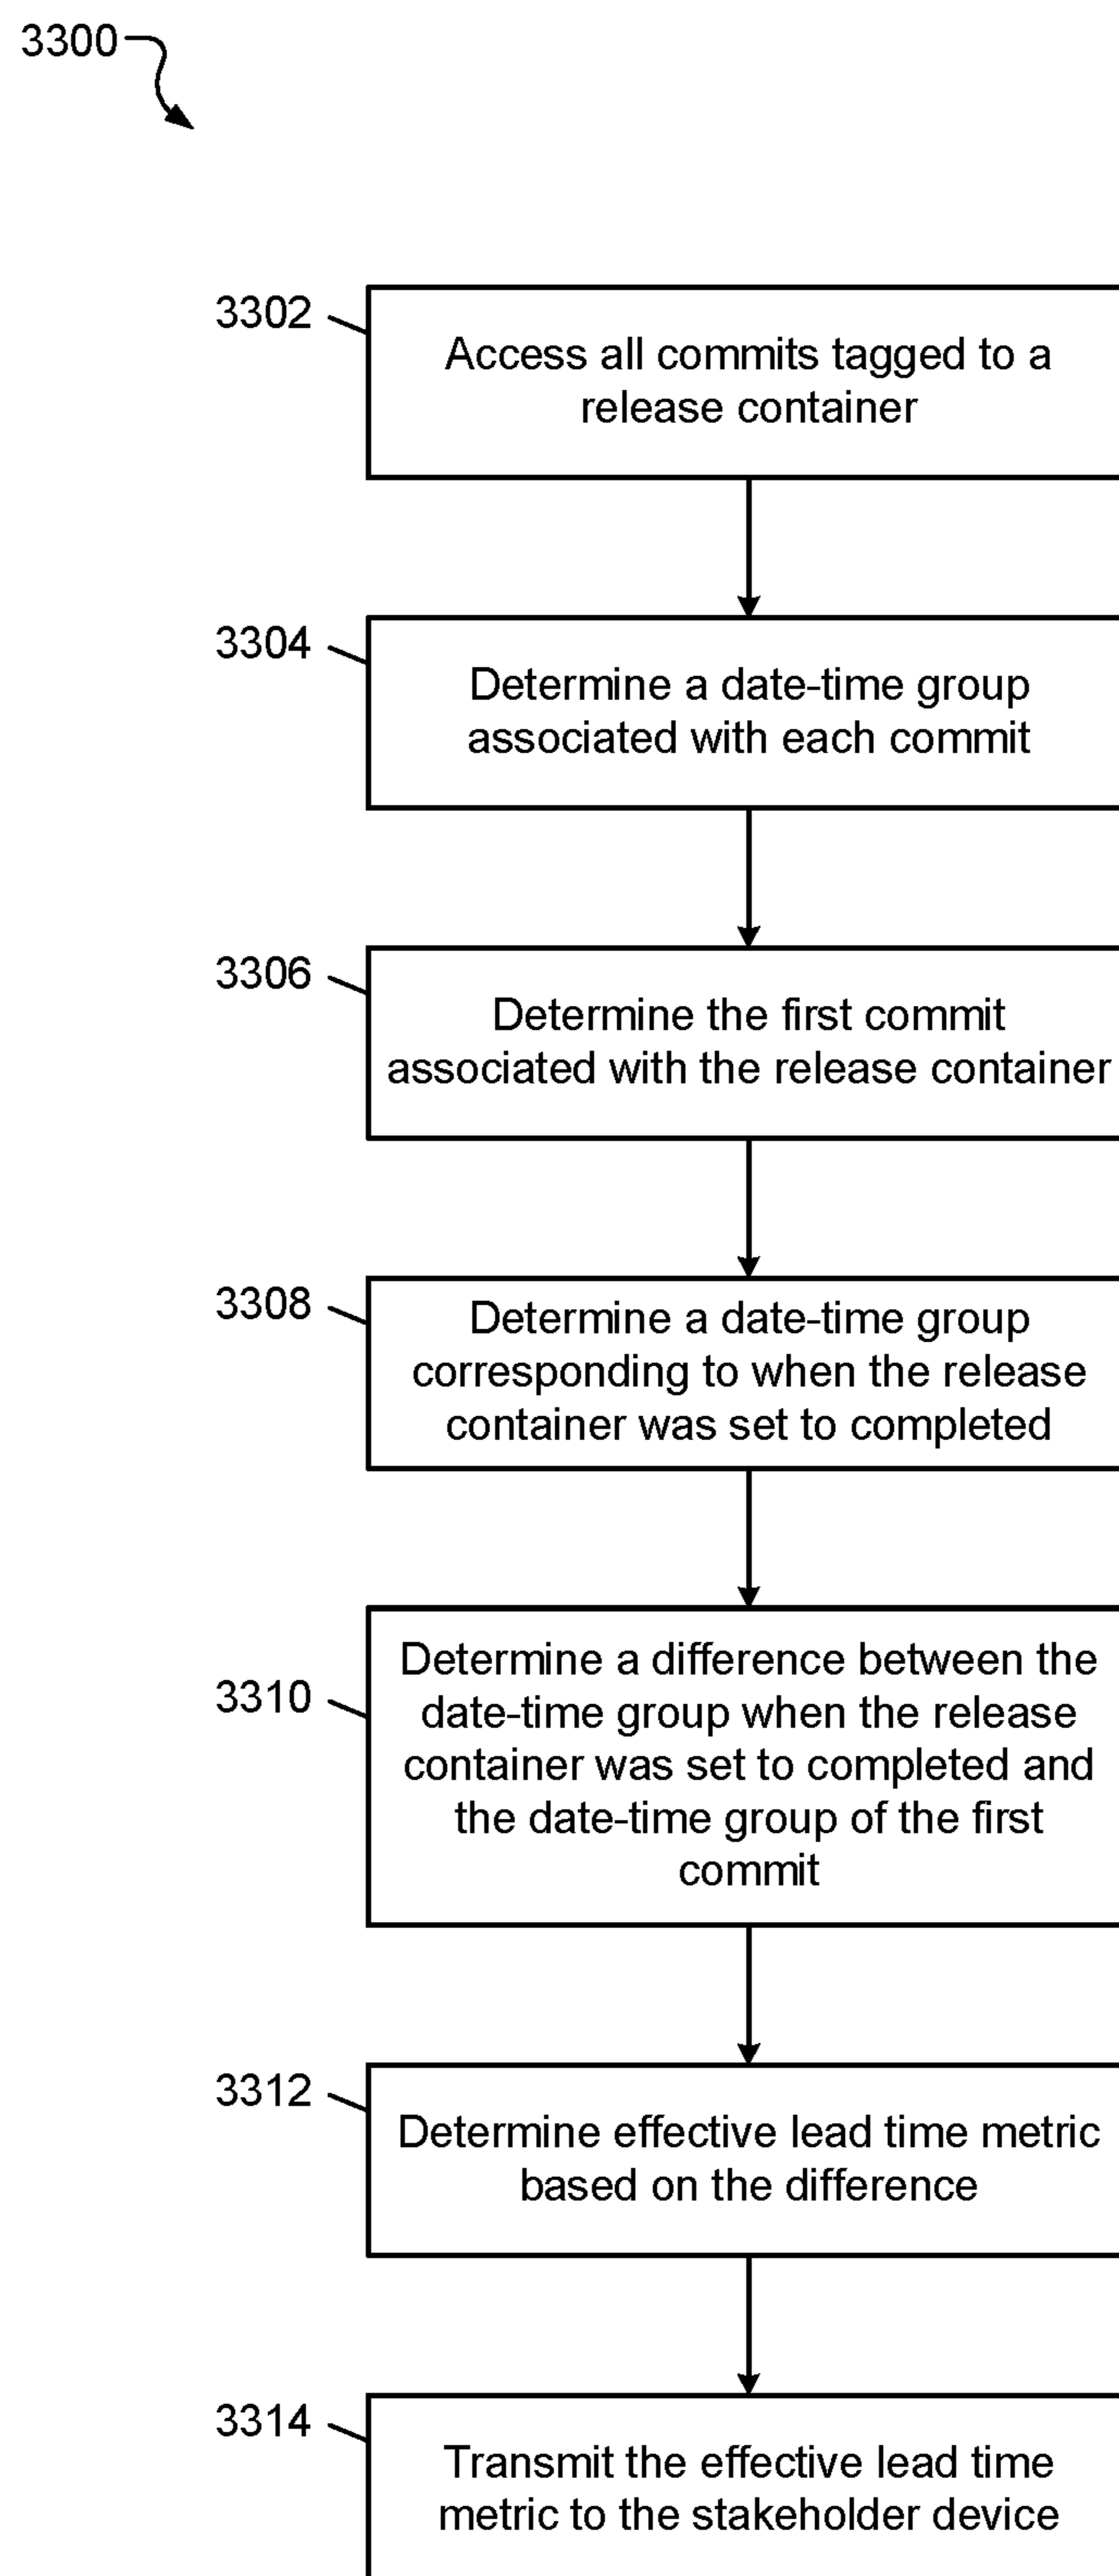 3300
3302
Access all commits tagged to a
release container
3304
Determine a date-time group
associated with each commit
3306
Determine the first commit
associated with the release container
3308
Determine a date-time group
corresponding to when the release
container was set to completed
3310
Determine a difference between the
date-time group when the release
container was set to completed and
the date-time group of the first
commit
3312
Determine effective lead time metric
based on the difference
3314
Transmit the effective lead time
metric to the stakeholder device